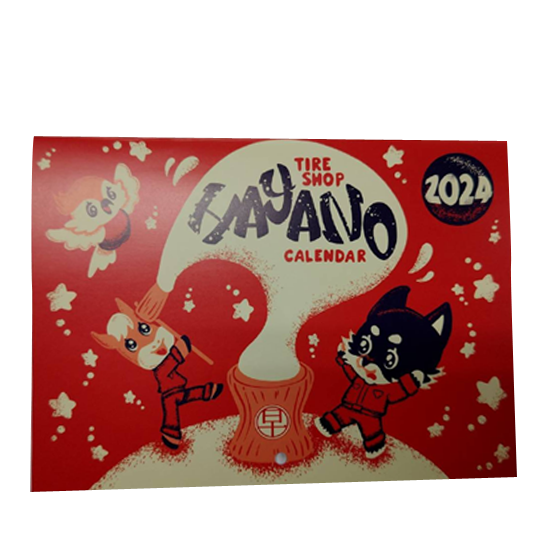 TIRE
SHOP
HAYANO
CALENDAR
2024
早